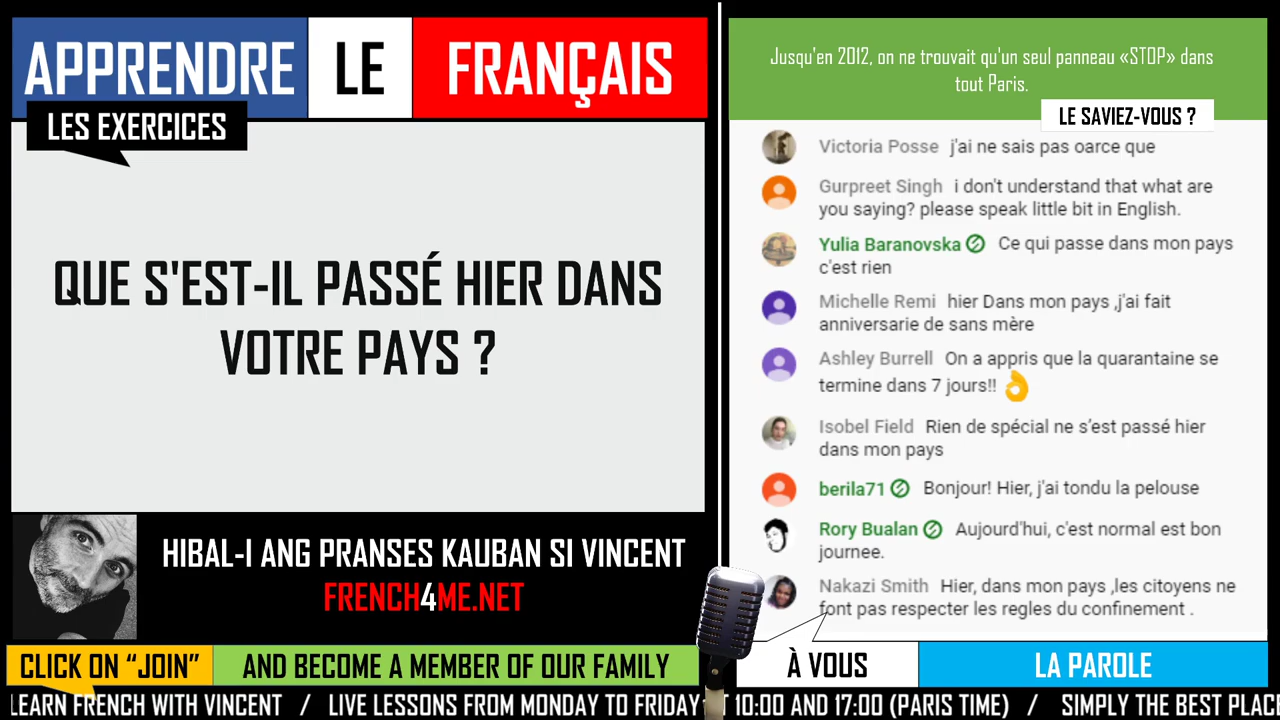 APPRENDRE LE FRANÇAIS
LES EXERCICES
QUE S'EST-IL PASSÉ HIER DANS
VOTRE PAYS ?
HIBAL-I ANG PRANSES KAUBAN SI VINCENT
FRENCH4ME.NET
CLICK ON “JOIN” AND BECOME A MEMBER OF OUR FAMILY
Jusqu'en 2012, on ne trouvait qu'un seul panneau «STOP» dans
tout Paris.
LE SAVIEZ-VOUS ?
Victoria Posse j'ai ne sais pas oarce que
Gurpreet Singh i don't understand that what are
you saying? please speak little bit in English.
Yulia Baranovska Ce qui passe dans mon pays
c'est rien
Michelle Remi hier Dans mon pays ,j'ai fait
anniversarie de sans mère
Ashley Burrell On a appris que la quarantaine se
termine dans 7 jours!! 👌
Isobel Field Rien de spécial ne s’est passé hier
dans mon pays
berila71 Bonjour! Hier, j'ai tondu la pelouse
Rory Bualan Aujourd'hui, c'est normal est bon
journee.
Nakazi Smith Hier, dans mon pays ,les citoyens ne
font pas respecter les regles du confinement .
À VOUS LA PAROLE
LEARN FRENCH WITH VINCENT / LIVE LESSONS FROM MONDAY TO FRIDAY 10:00 AND 17:00 (PARIS TIME) / SIMPLY THE BEST